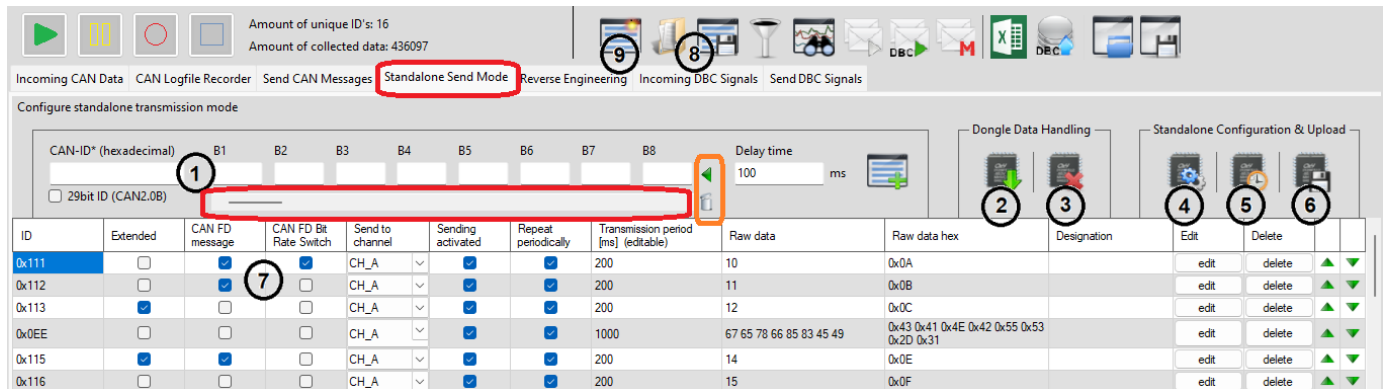 Amount of unique ID's: 16
Amount of collected data: 436097
9
8
DBC
M
X
DBC
Incoming CAN Data CAN Logfile Recorder Send CAN Messages Standalone Send Mode Reverse Engineering Incoming DBC Signals Send DBC Signals
Configure standalone transmission mode
Dongle Data Handling
Standalone Configuration & Upload
CAN-ID* (hexadecimal) B1 B2 B3 B4 B5 B6 B7 B8 Delay time
1
100 ms
29bit ID (CAN2.0B)
2 3 4 5 6
ID Extended CAN FD message CAN FD Bit Rate Switch Send to channel Sending activated Repeat periodically Transmission period [ms] (editable) Raw data Raw data hex Designation Edit Delete
0x111 CH_A 200 10 0x0A edit delete
7
0x112 CH_A 200 11 0x0B edit delete
0x113 CH_A 200 12 0x0C edit delete
0x0EE CH_A 1000 67 65 78 66 85 83 45 49 0x43 0x41 0x4E 0x42 0x55 0x53
0x2D 0x31 edit delete
0x115 CH_A 200 14 0x0E edit delete
0x116 CH_A 200 15 0x0F edit delete